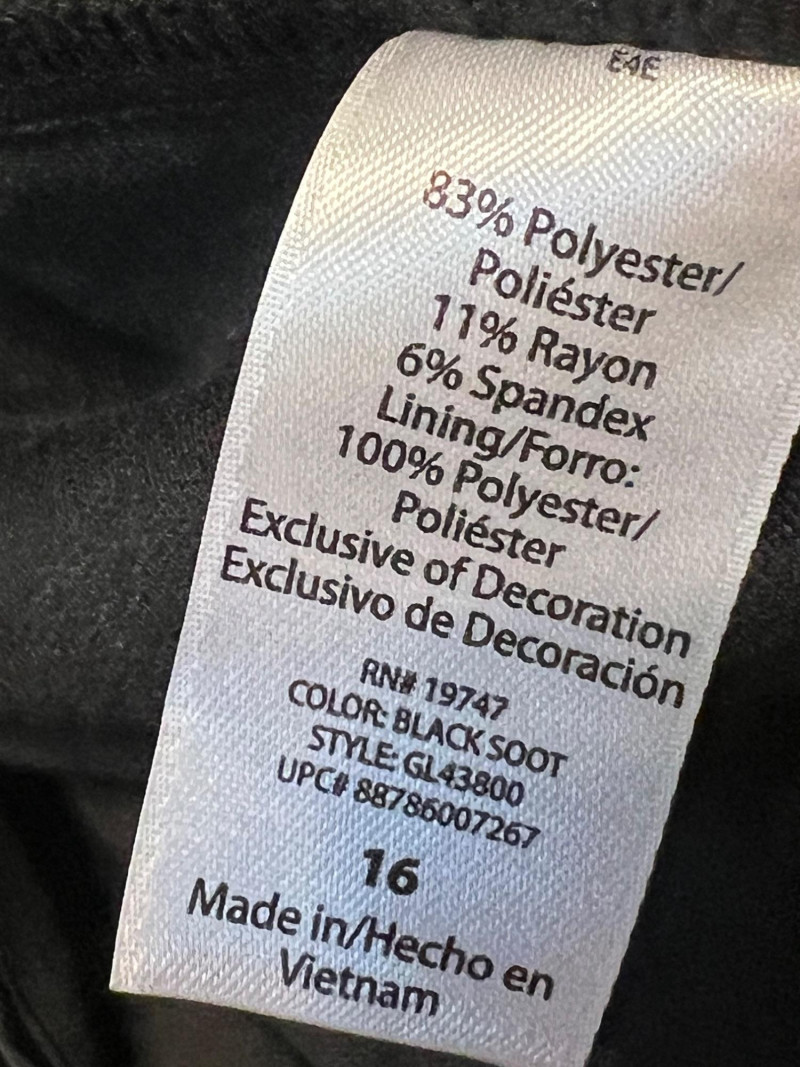 E4E
83% Polyester/
Poliéster
11% Rayon
6% Spandex
Lining/Forro:
100% Polyester/
Poliéster
Exclusive of Decoration
Exclusivo de Decoración
RN# 19747
COLOR: BLACK SOOT
STYLE: GL43800
UPC# 88786007267
16
Made in/Hecho en
Vietnam